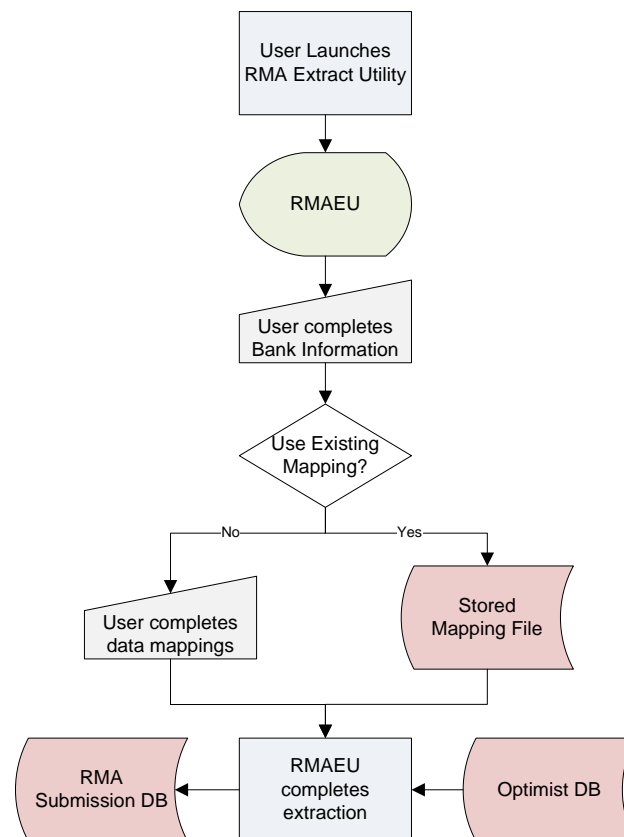 User Launches
RMA Extract Utility
RMAEU
User completes
Bank Information
Use Existing
Mapping?
No
Yes
User completes
data mappings
Stored
Mapping File
RMA
Submission DB
RMAEU
completes
extraction
Optimist DB